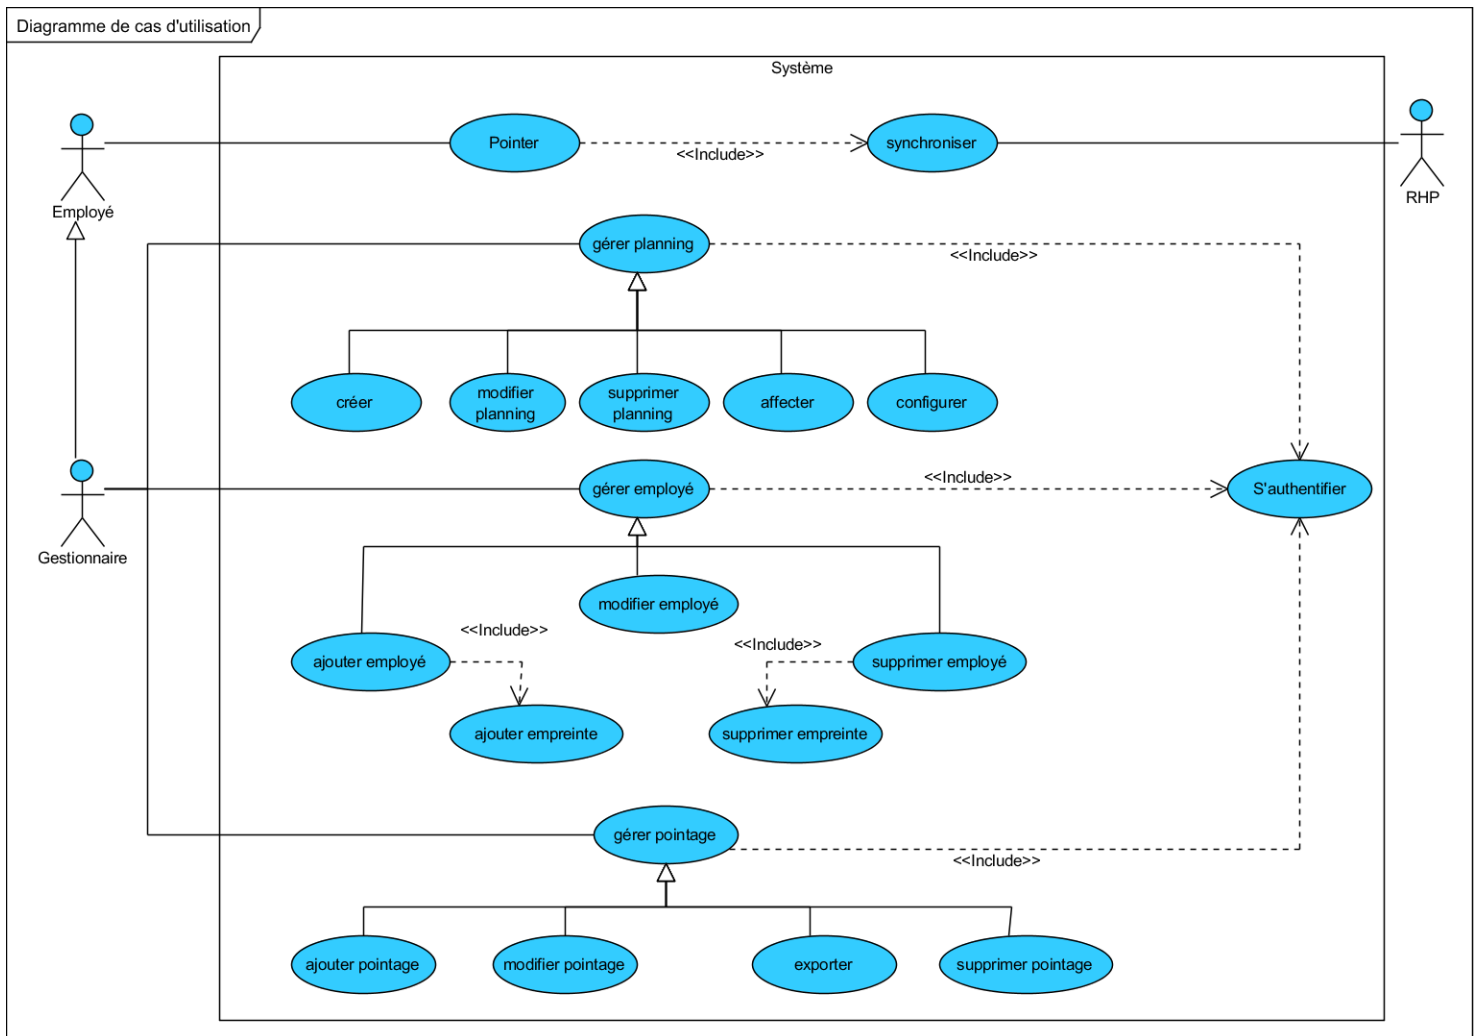 Diagramme de cas d'utilisation
Système
Pointer
<<Include>>
synchroniser
Employé
RHP
gérer planning
<<Include>>
créer
modifier
planning
supprimer
planning
affecter
configurer
gérer employé
<<Include>>
S'authentifier
Gestionnaire
modifier employé
<<Include>>
<<Include>>
ajouter employé
supprimer employé
ajouter empreinte
supprimer empreinte
gérer pointage
<<Include>>
ajouter pointage
modifier pointage
exporter
supprimer pointage